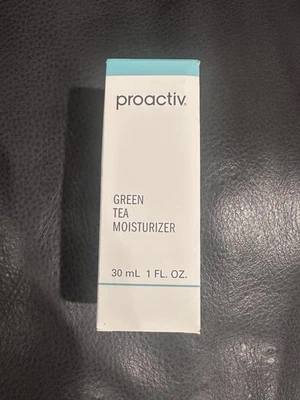 proactiv.
GREEN
TEA
MOISTURIZER
30 mL 1 FL. OZ.